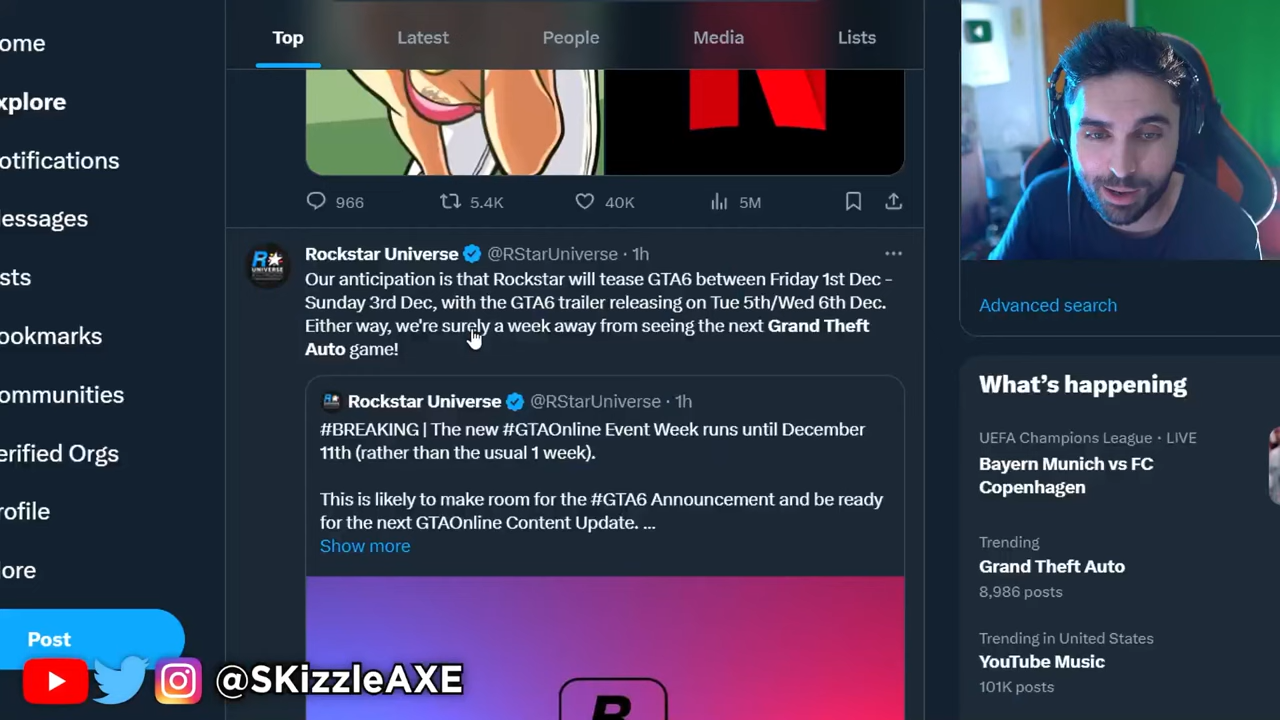 Top
Latest
People
Media
Lists
ome
xplore
otifications
lessages
sts
ookmarks
ommunities
erified Orgs
rofile
lore
Post
966
5.4K
40K
5M
Rockstar Universe @RStarUniverse · 1h
Our anticipation is that Rockstar will tease GTA6 between Friday 1st Dec -
Sunday 3rd Dec, with the GTA6 trailer releasing on Tue 5th/Wed 6th Dec.
Either way, we're surely a week away from seeing the next Grand Theft
Auto game!
Rockstar Universe @RStarUniverse · 1h
#BREAKING | The new #GTAOnline Event Week runs until December
11th (rather than the usual 1 week).
This is likely to make room for the #GTA6 Announcement and be ready
for the next GTAOnline Content Update. ...
Show more
R
Advanced search
What's happening
UEFA Champions League · LIVE
Bayern Munich vs FC
Copenhagen
Trending
Grand Theft Auto
8,986 posts
Trending in United States
YouTube Music
101K posts
@SKizzleAXE